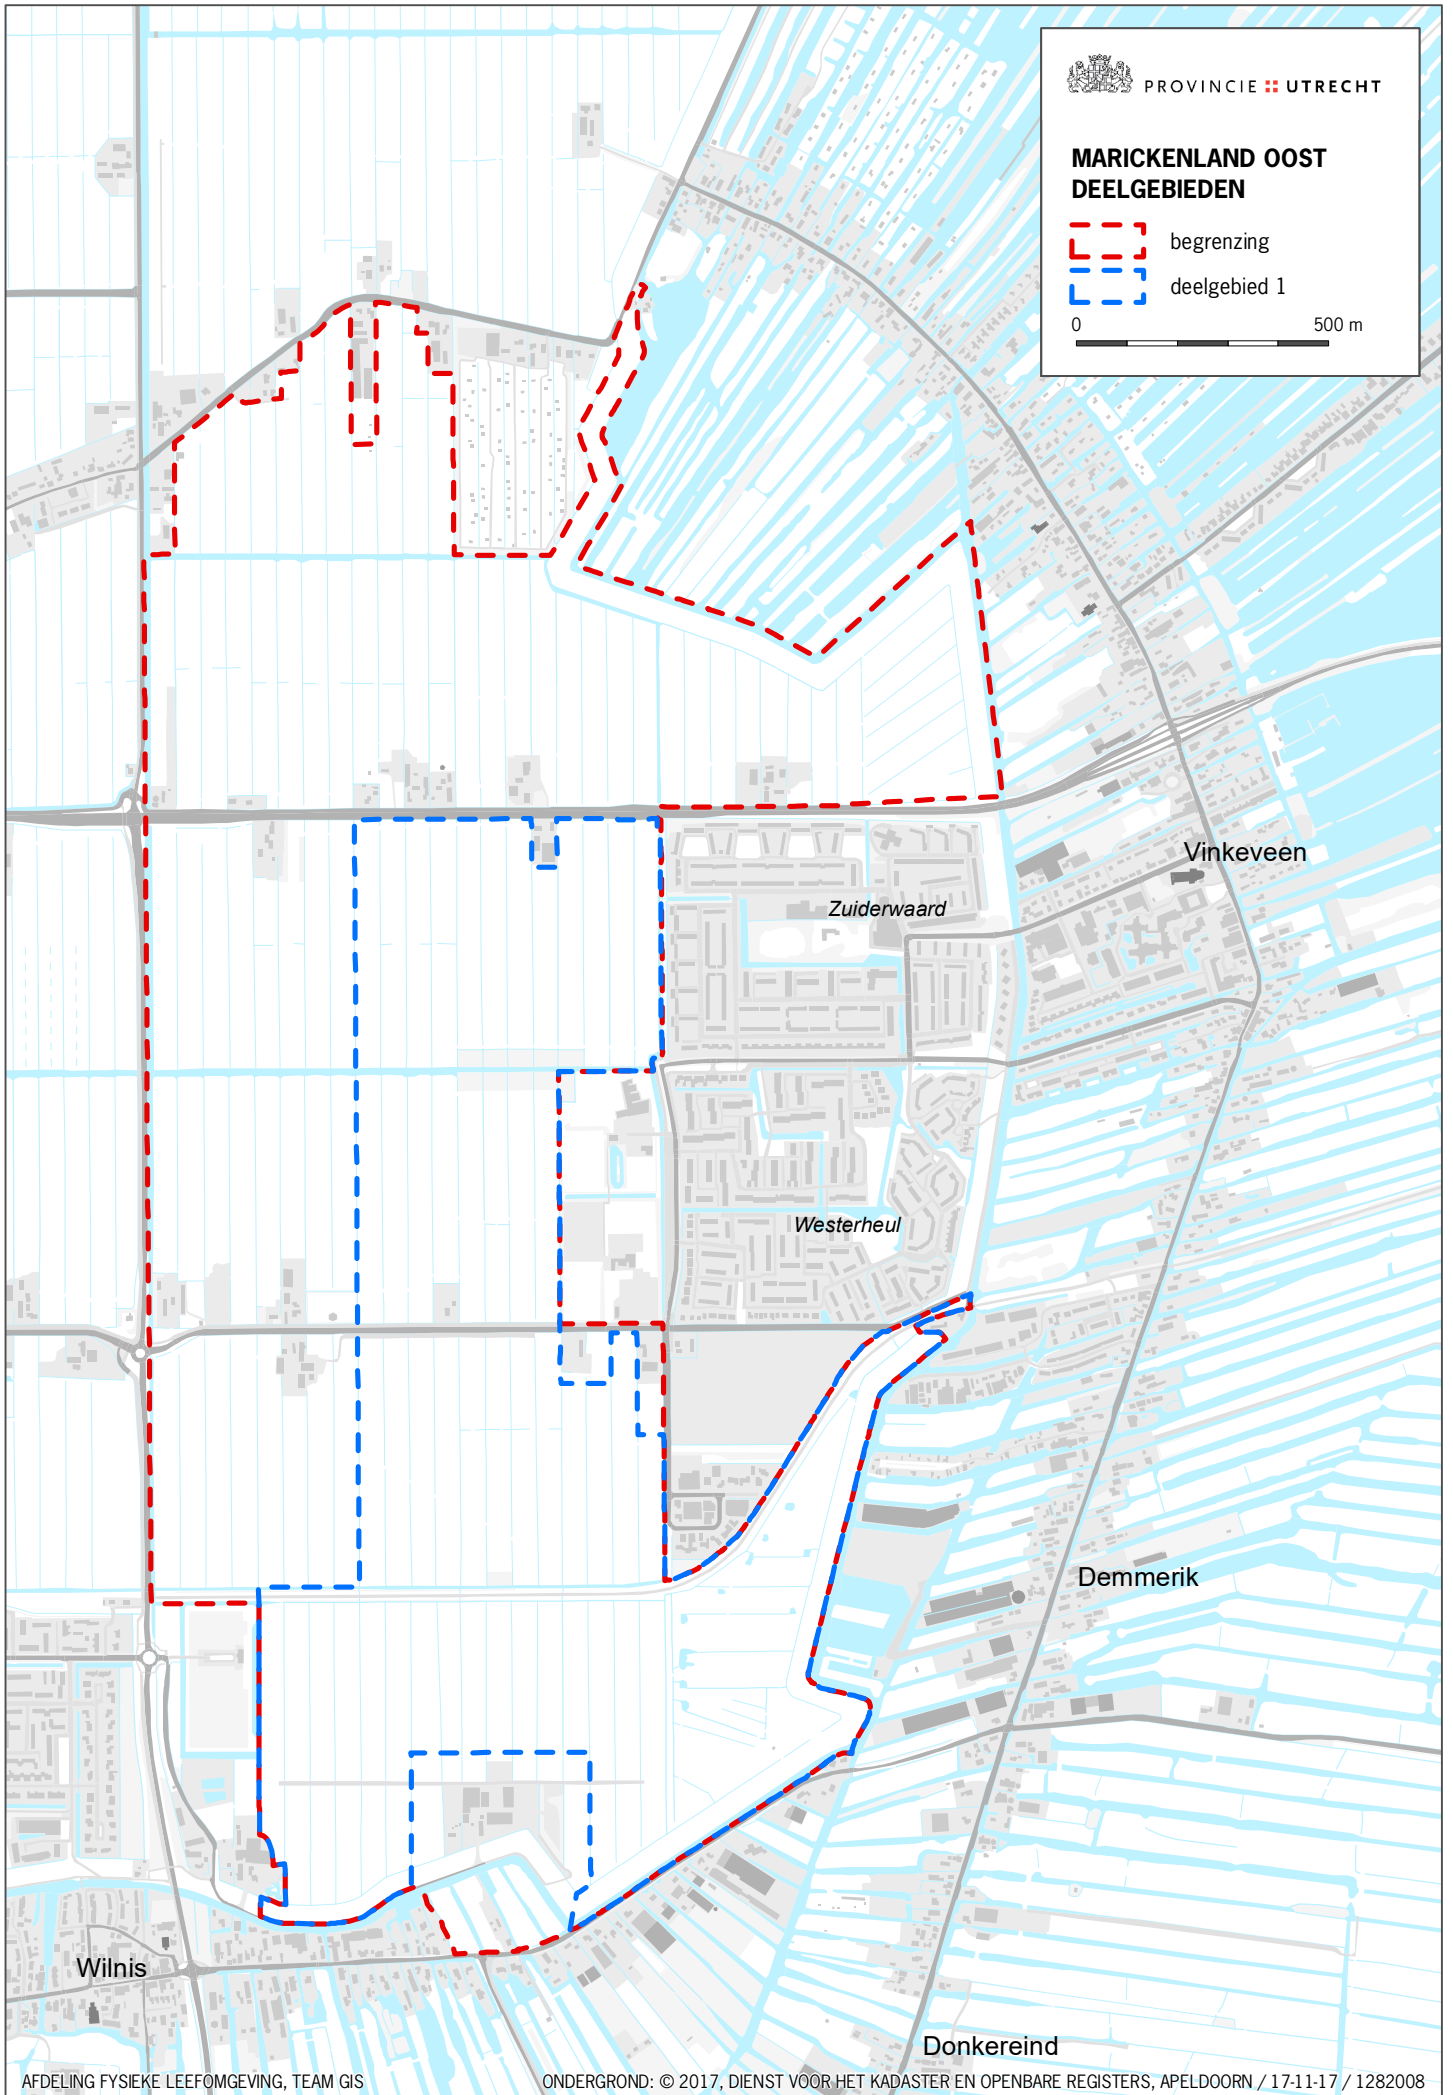 PROVINCIE UTRECHT
MARICKENLAND OOST
DEELGEBIEDEN
begrenzing
deelgebied 1
0 500 m
Vinkeveen
Zuiderwaard
Westerheul
Demmerik
Wilnis
Donkereind
AFDELING FYSIEKE LEEFOMGEVING, TEAM GIS
ONDERGROND: © 2017, DIENST VOOR HET KADASTER EN OPENBARE REGISTERS, APELDOORN / 17-11-17 / 1282008